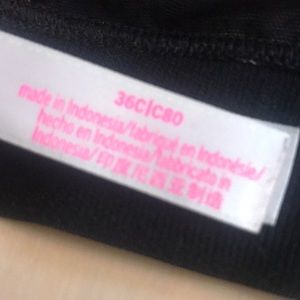 36C/C80
made in Indonesia/fabriqué en Indonésie/
hecho en Indonesia/fabbricato in
Indonesia/印度尼西亚制造